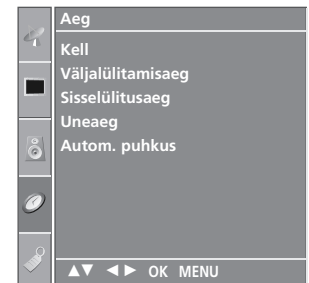 Aeg
Kell
Väljalülitamisaeg
Sisselülitusaeg
Uneaeg
Autom. puhkus
▲▼ ◄► OK MENU